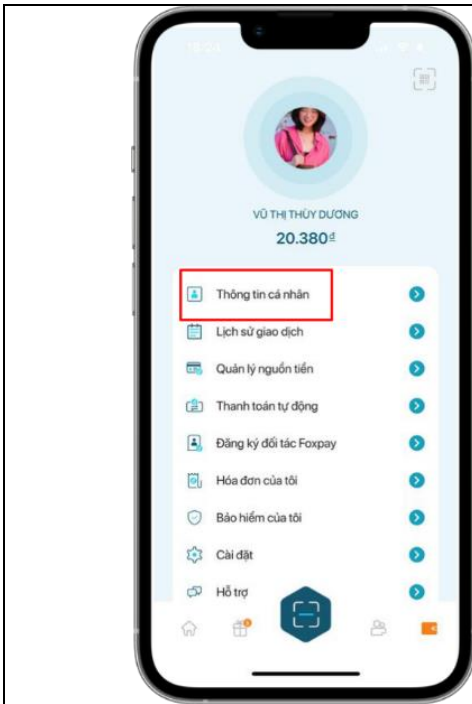 VŨ THỊ THÙY DƯƠNG
20.380đ
Thông tin cá nhân
Lịch sử giao dịch
Quản lý nguồn tiền
Thanh toán tự động
Đăng ký đối tác Foxpay
Hóa đơn của tôi
Bảo hiểm của tôi
Cài đặt
Hỗ trợ